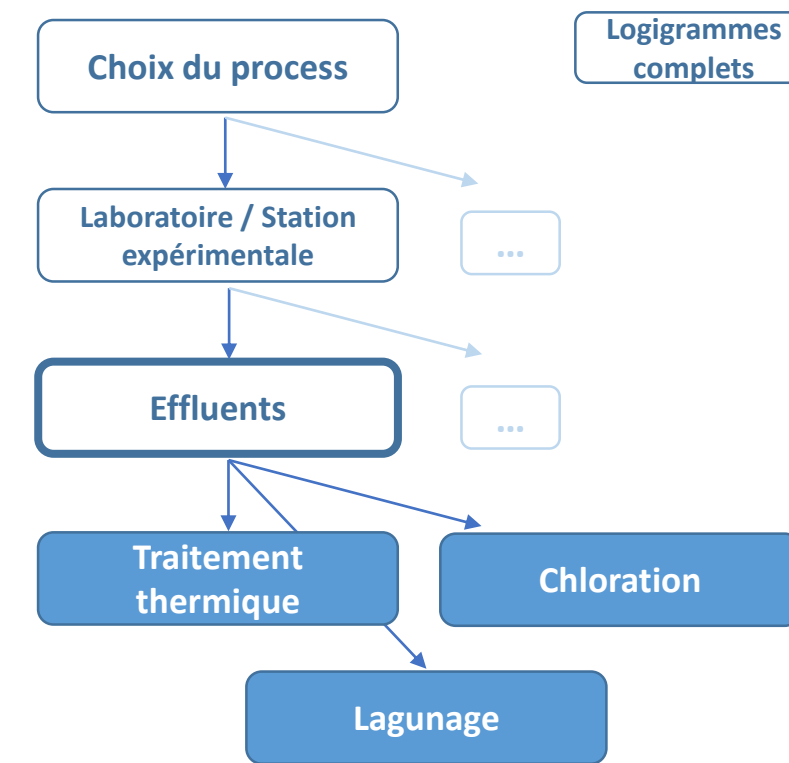 Choix du process
Logigrammes
complets
Laboratoire / Station
expérimentale
...
Effluents
...
Traitement
thermique
Chloration
Lagunage